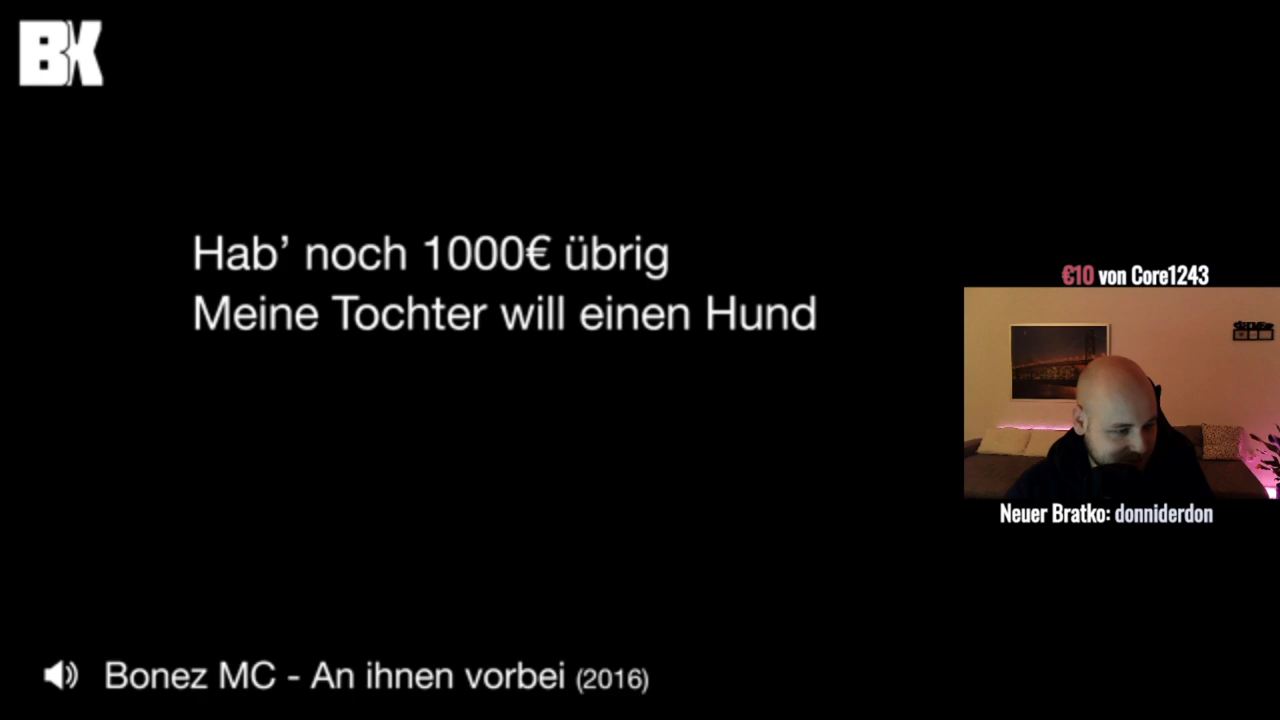 BK
Hab’ noch 1000€ übrig
Meine Tochter will einen Hund
€10 von Core1243
Neuer Bratko: donniderdon
Bonez MC - An ihnen vorbei (2016)